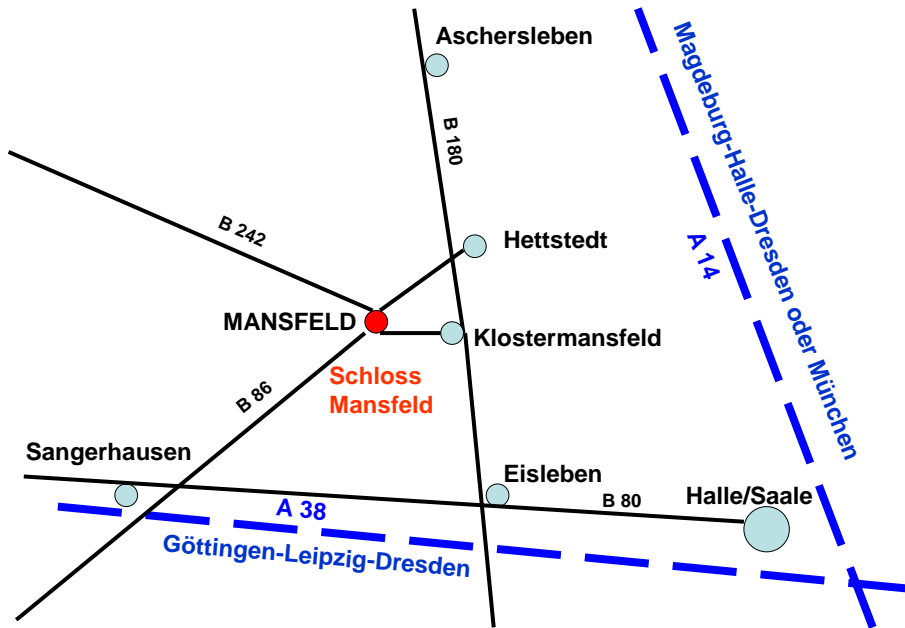 Aschersleben
Magdeburg-Halle-Dresden oder München
B 180
B 242
Hettstedt
A 14
MANSFELD
Klostermansfeld
Schloss
Mansfeld
B 86
Sangerhausen
Eisleben
Halle/Saale
B 80
A 38
Göttingen-Leipzig-Dresden